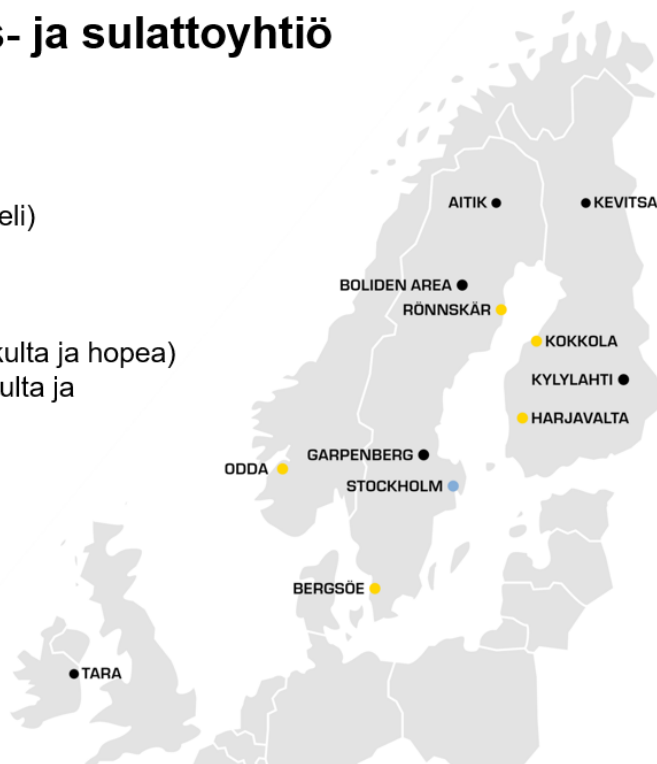 s- ja sulattoyhtiö
eli)
kulta ja hopea)
ulta ja
AITIK
KEVITSA
BOLIDEN AREA
RÖNNSKÄR
KOKKOLA
KYLYLAHTI
HARJAVALTA
GARPENBERG
ODDA
STOCKHOLM
BERGSÖE
TARA